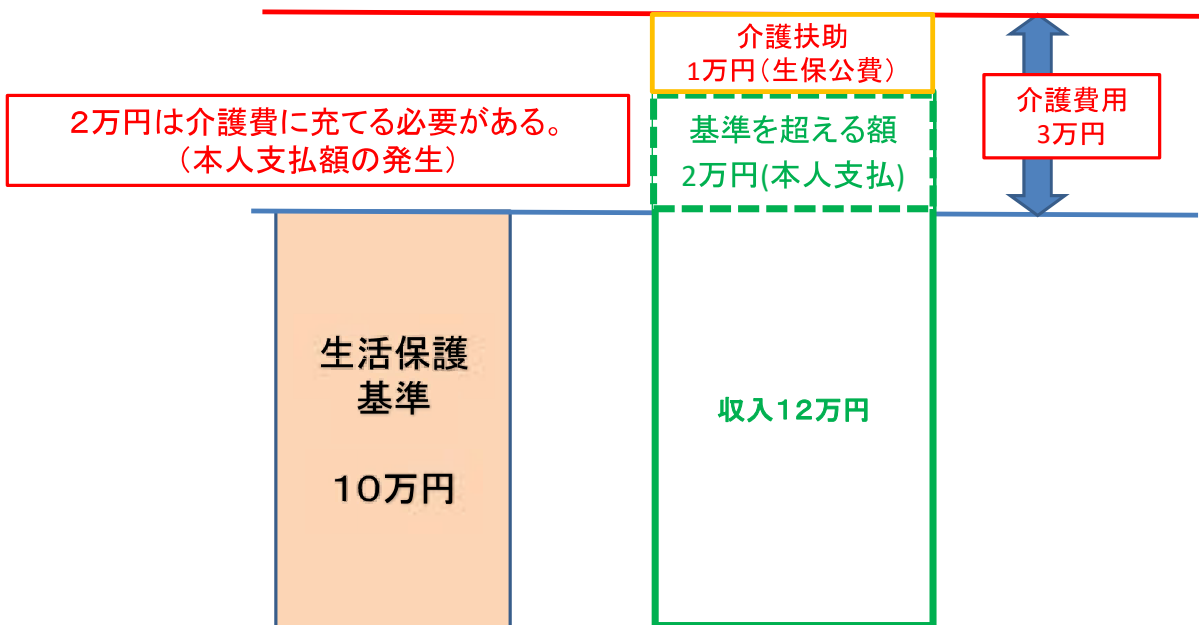 介護扶助
1万円(生保公費)
2万円は介護費に充てる必要がある。
(本人支払額の発生)
基準を超える額
2万円(本人支払)
介護費用
3万円
生活保護
基準
10万円
収入12万円